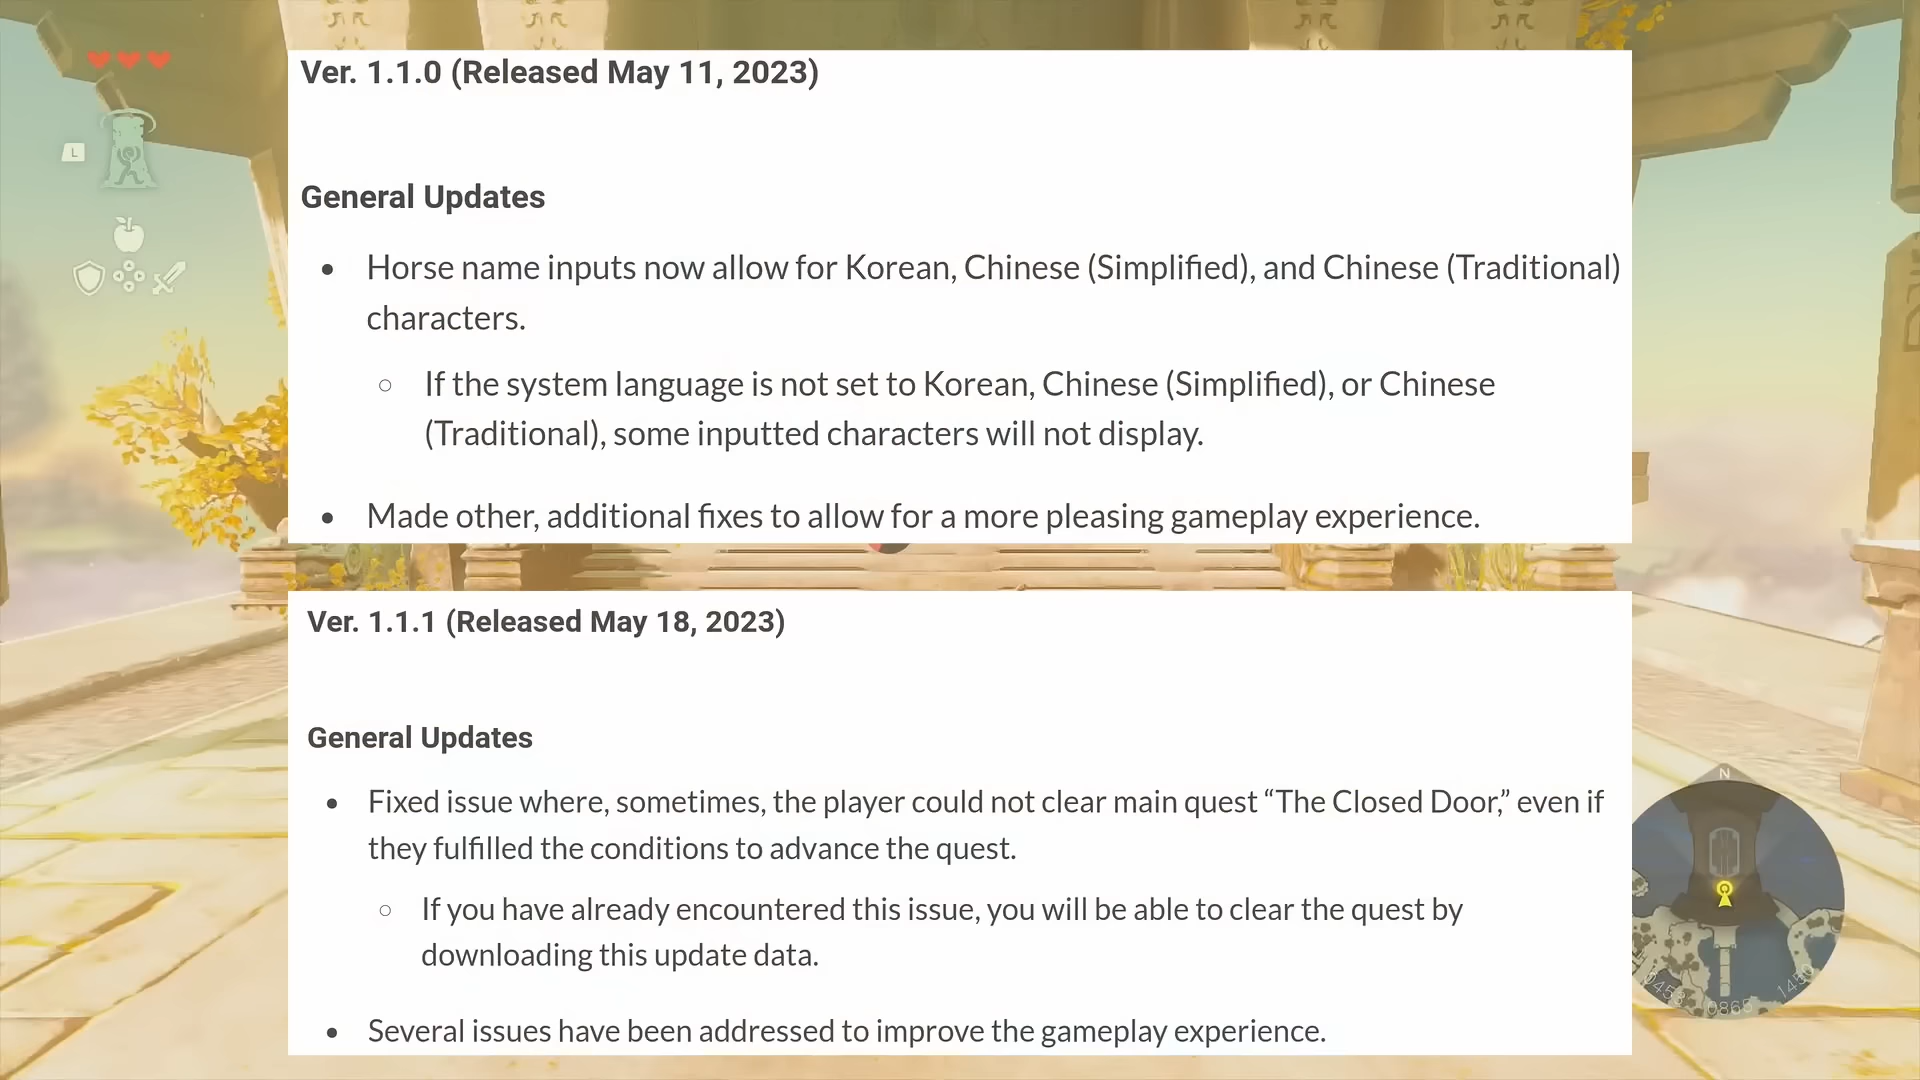 Ver. 1.1.0 (Released May 11, 2023)
General Updates
• Horse name inputs now allow for Korean, Chinese (Simplified), and Chinese (Traditional)
characters.
○ If the system language is not set to Korean, Chinese (Simplified), or Chinese
(Traditional), some inputted characters will not display.
• Made other, additional fixes to allow for a more pleasing gameplay experience.
L
Ver. 1.1.1 (Released May 18, 2023)
General Updates
• Fixed issue where, sometimes, the player could not clear main quest “The Closed Door,” even if
they fulfilled the conditions to advance the quest.
○ If you have already encountered this issue, you will be able to clear the quest by
downloading this update data.
• Several issues have been addressed to improve the gameplay experience.
N
0865